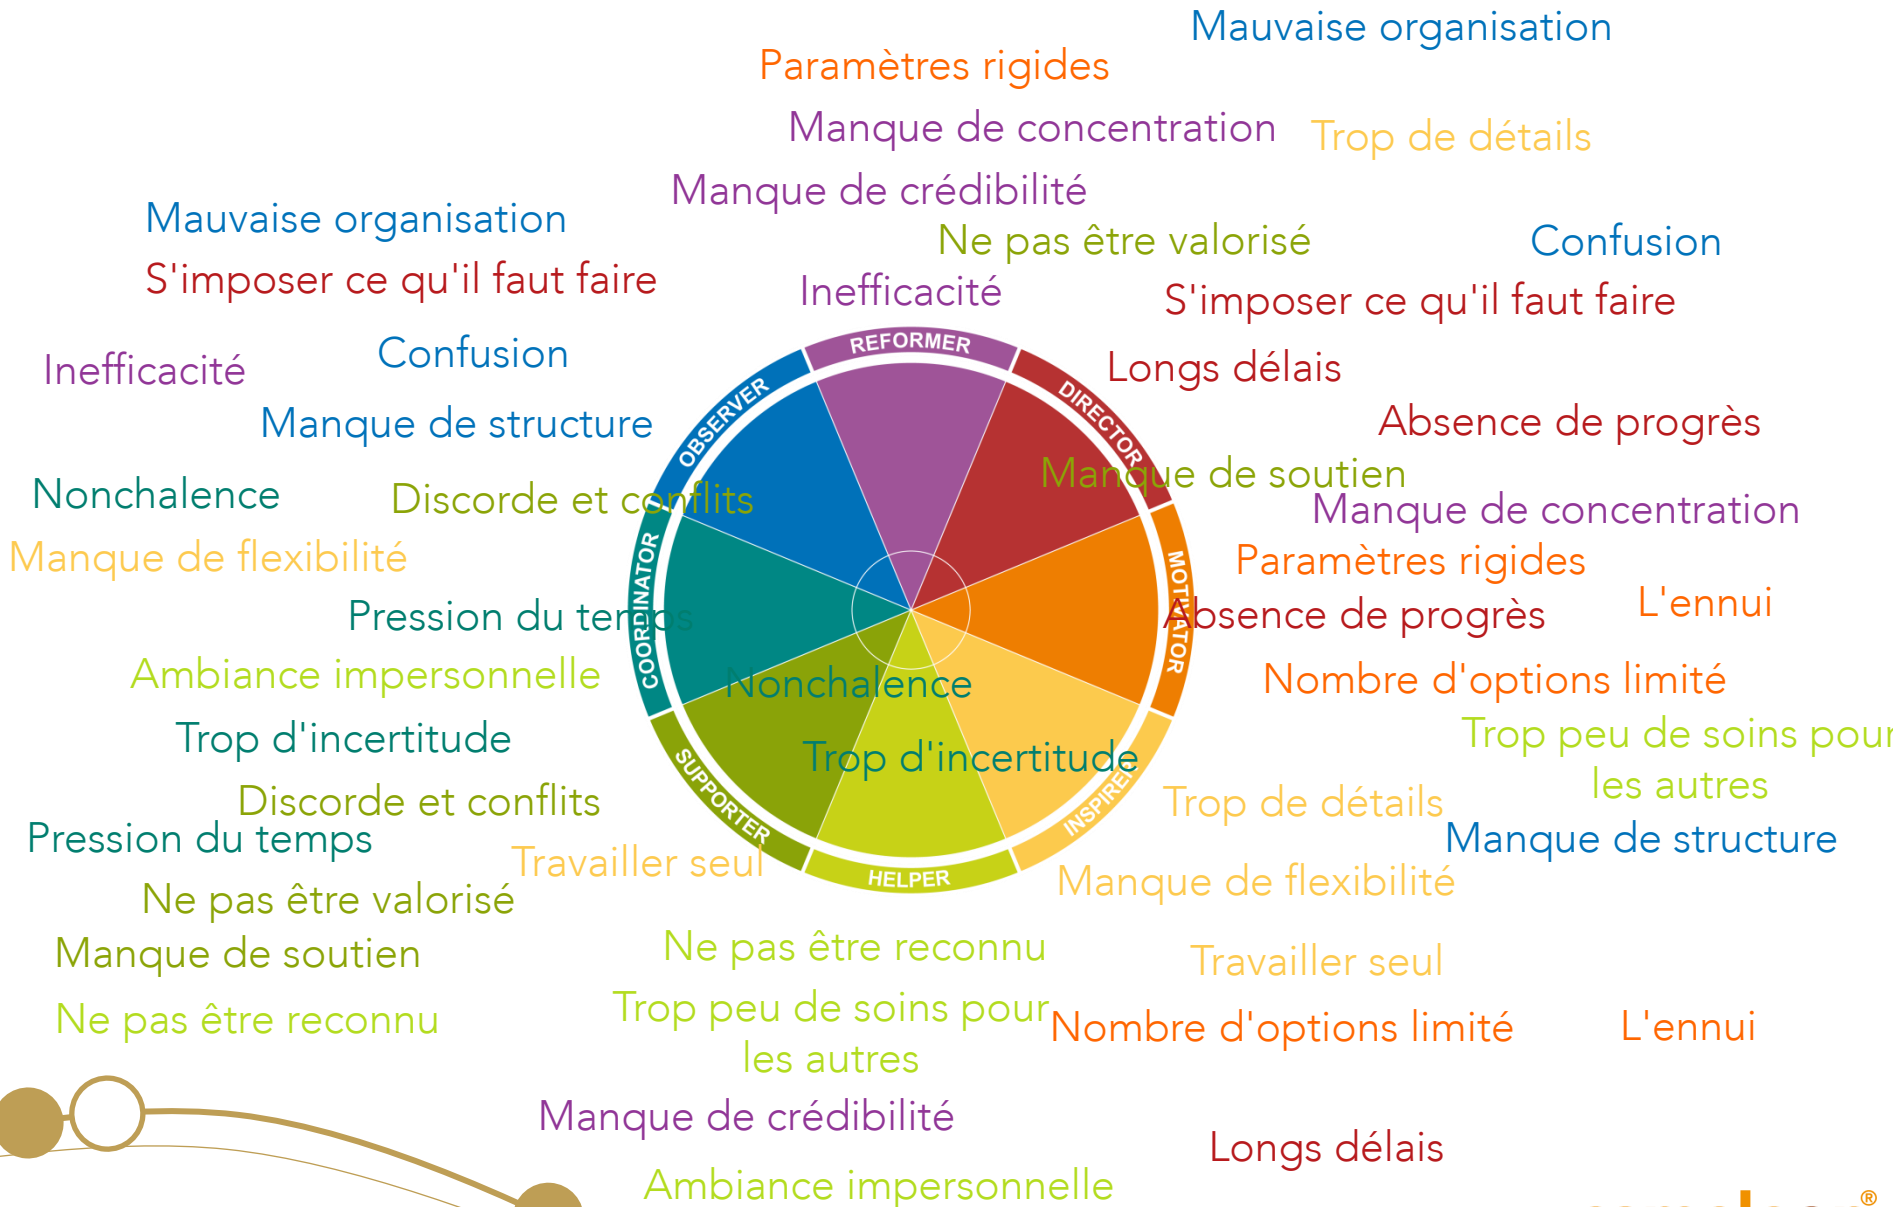 Mauvaise organisation
Paramètres rigides
Manque de concentration
Trop de détails
Manque de crédibilité
Mauvaise organisation
Ne pas être valorisé
Confusion
S'imposer ce qu'il faut faire
Inefficacité
S'imposer ce qu'il faut faire
REFORMER
Confusion
Inefficacité
Longs délais
OBSERVER
DIRECTOR
Manque de structure
Absence de progrès
Manque de soutien
Nonchalence
Discorde et conflits
Manque de concentration
Manque de flexibilité
Paramètres rigides
COORDINATOR
MOTIVATOR
Pression du temps
Absence de progrès
L'ennui
Ambiance impersonnelle
Nonchalence
Nombre d'options limité
Trop d'incertitude
Trop d'incertitude
Trop peu de soins pour
les autres
SUPPORTER
INSPIRER
Discorde et conflits
Trop de détails
Pression du temps
Manque de structure
Travailler seul
HELPER
Manque de flexibilité
Ne pas être valorisé
Manque de soutien
Ne pas être reconnu
Travailler seul
Ne pas être reconnu
Trop peu de soins pour
les autres
Nombre d'options limité
L'ennui
Manque de crédibilité
Longs délais
Ambiance impersonnelle